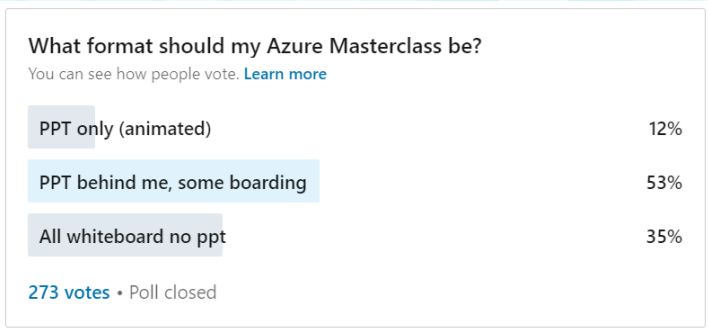 What format should my Azure Masterclass be?
You can see how people vote. Learn more
PPT only (animated) 12%
PPT behind me, some boarding 53%
All whiteboard no ppt 35%
273 votes • Poll closed